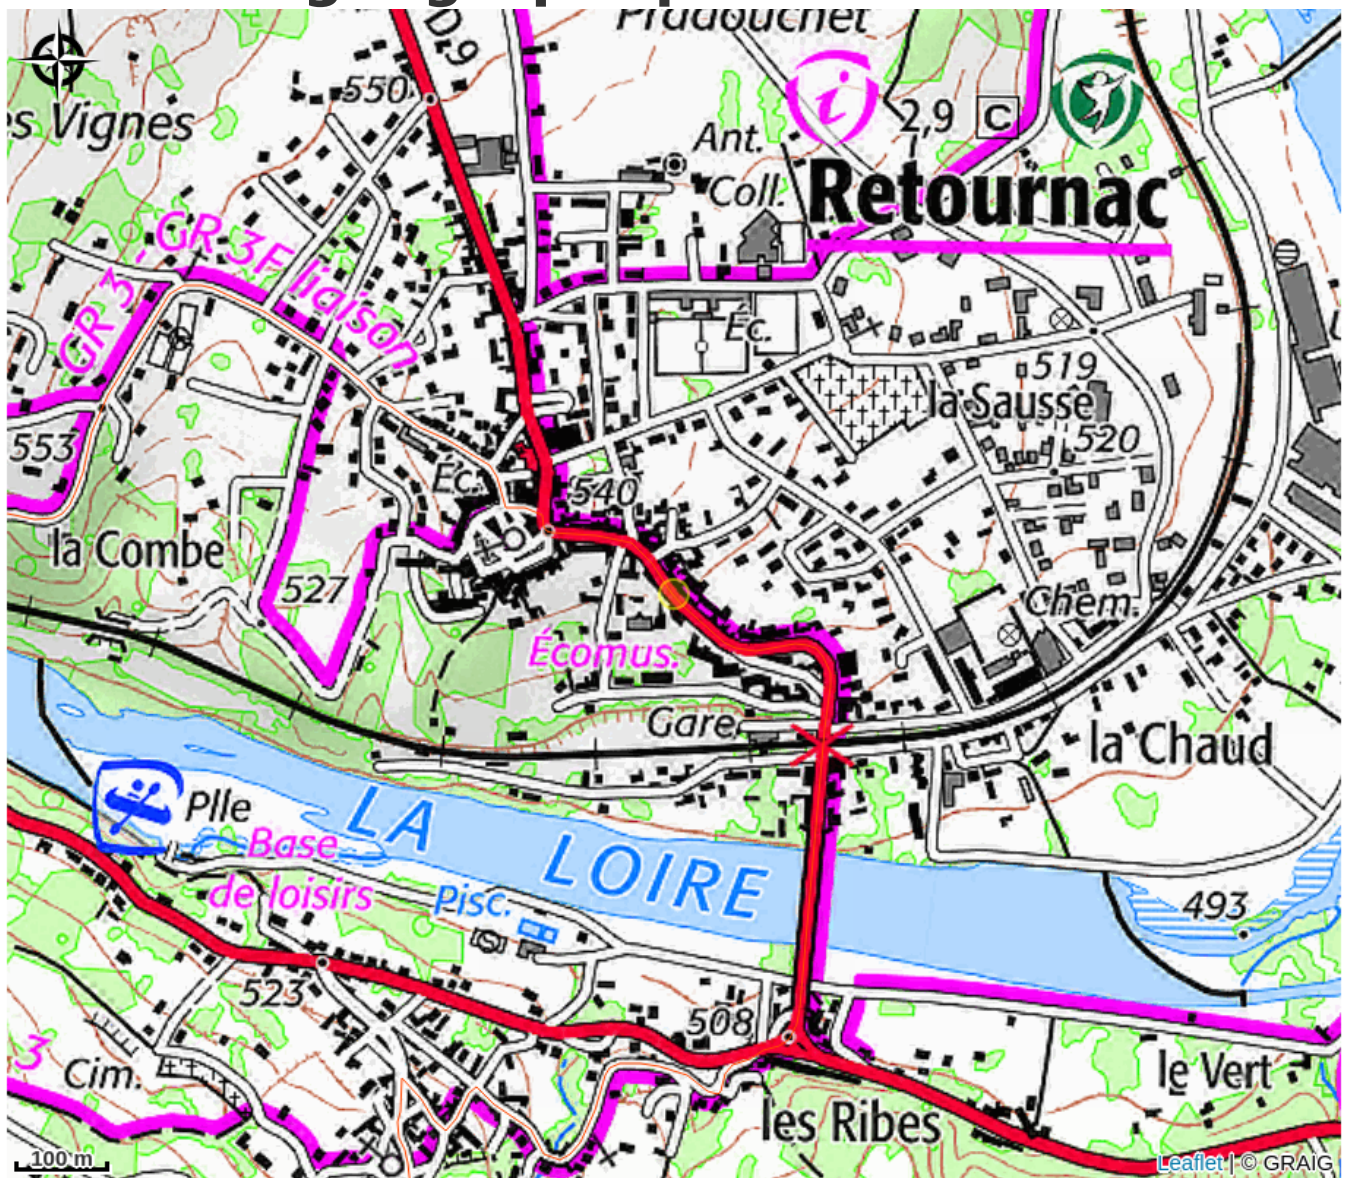 Pradouchet
D.9
550
es Vignes
2,9
C
i
Ant.
Coll.
Retournac
GR 3F liaison
GR 3 -
Éc.
519
la Sausse
553
520
Éc.
540
la Combe
527
Chem.
Écomus.
Gare
la Chaud
Plle
LA LOIRE
Base
de loisirs
Pisc.
493
523
508
3
Cim.
le Vert
les Ribes
100 m
Leaflet | © GRAIG